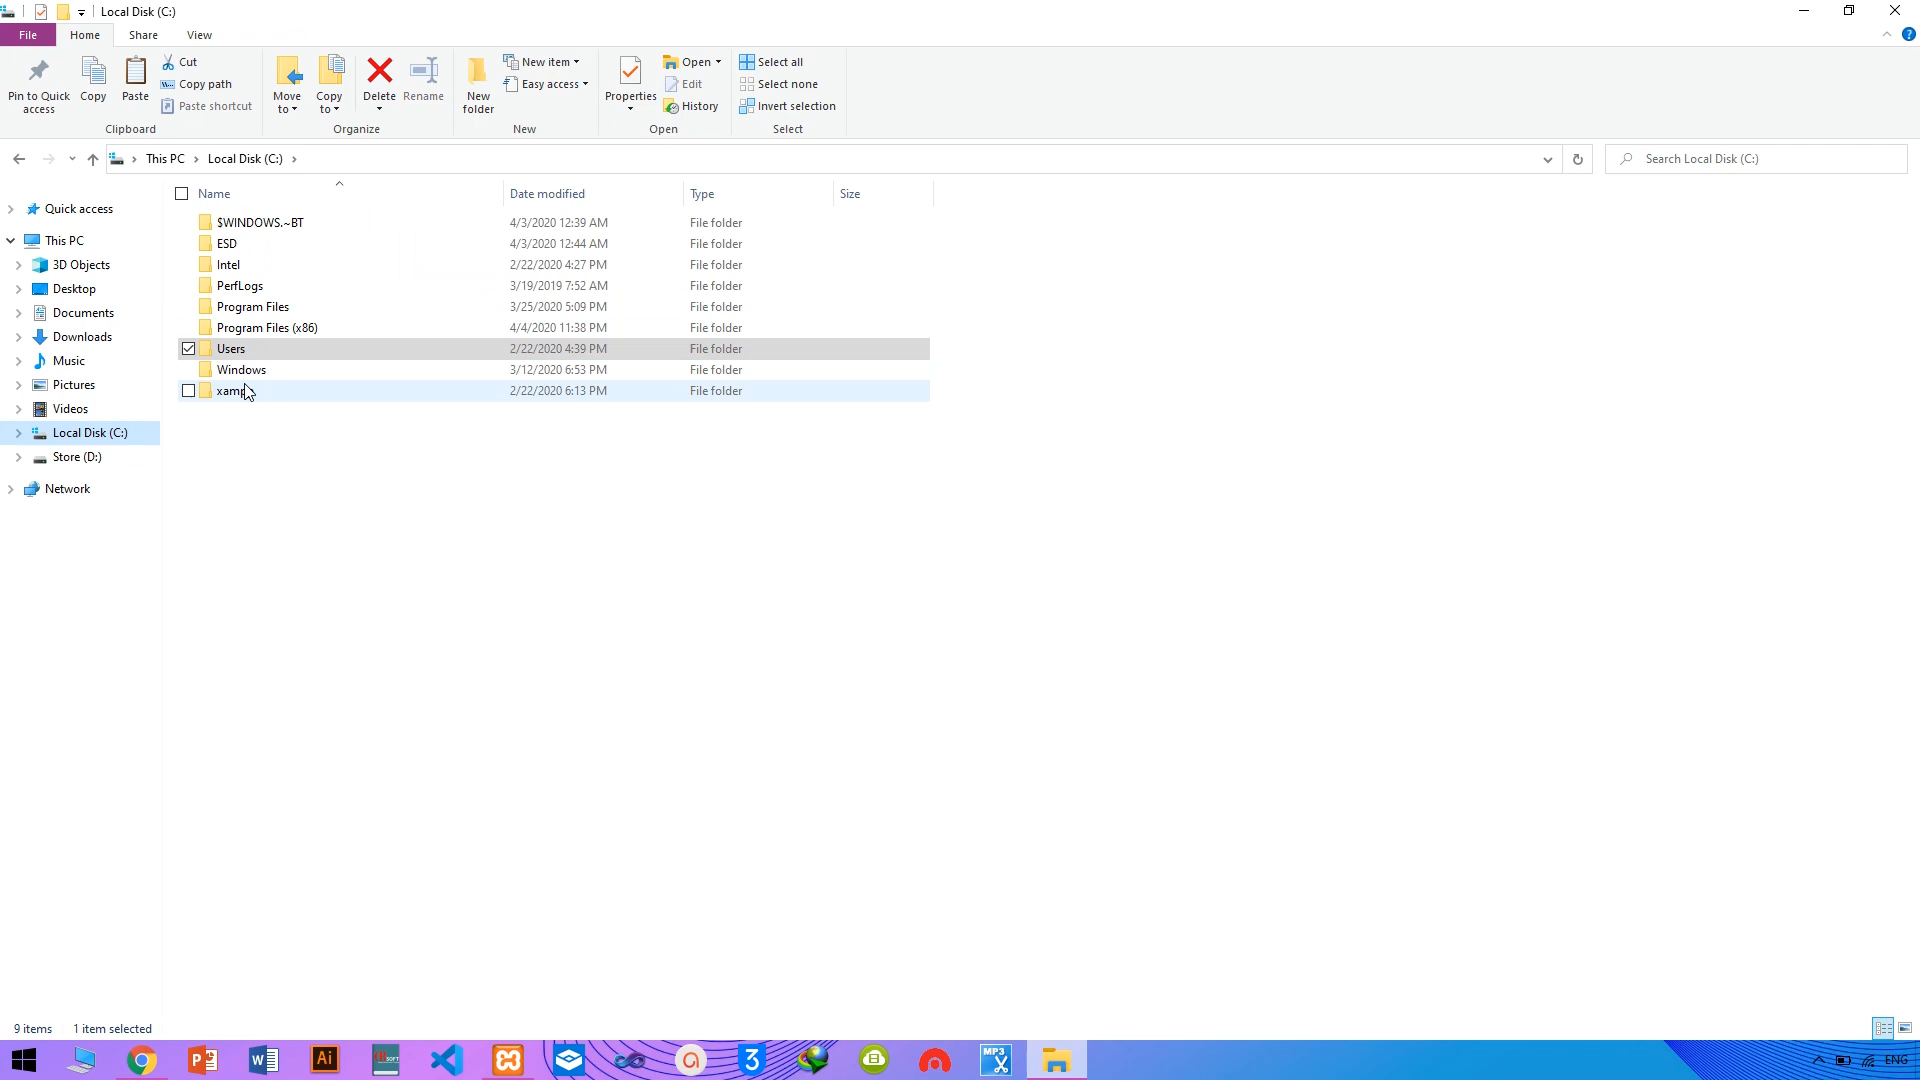 Local Disk (C:)
File Home Share View
Pin to Quick access
Copy
Paste
Cut
Copy path
Paste shortcut
Clipboard
Move to
Copy to
Delete
Rename
Organize
New folder
New item
Easy access
New
Properties
Open
Edit
History
Open
Select all
Select none
Invert selection
Select
This PC Local Disk (C:)
Search Local Disk (C:)
Name Date modified Type Size
$WINDOWS.~BT 4/3/2020 12:39 AM File folder
ESD 4/3/2020 12:44 AM File folder
Intel 2/22/2020 4:27 PM File folder
PerfLogs 3/19/2019 7:52 AM File folder
Program Files 3/25/2020 5:09 PM File folder
Program Files (x86) 4/4/2020 11:38 PM File folder
Users 2/22/2020 4:39 PM File folder
Windows 3/12/2020 6:53 PM File folder
2/22/2020 6:13 PM File folder
Quick access
This PC
3D Objects
Desktop
Documents
Downloads
Music
Pictures
Videos
Local Disk (C:)
Store (D:)
Network
9 items 1 item selected
Ai
3
MP3
ENG